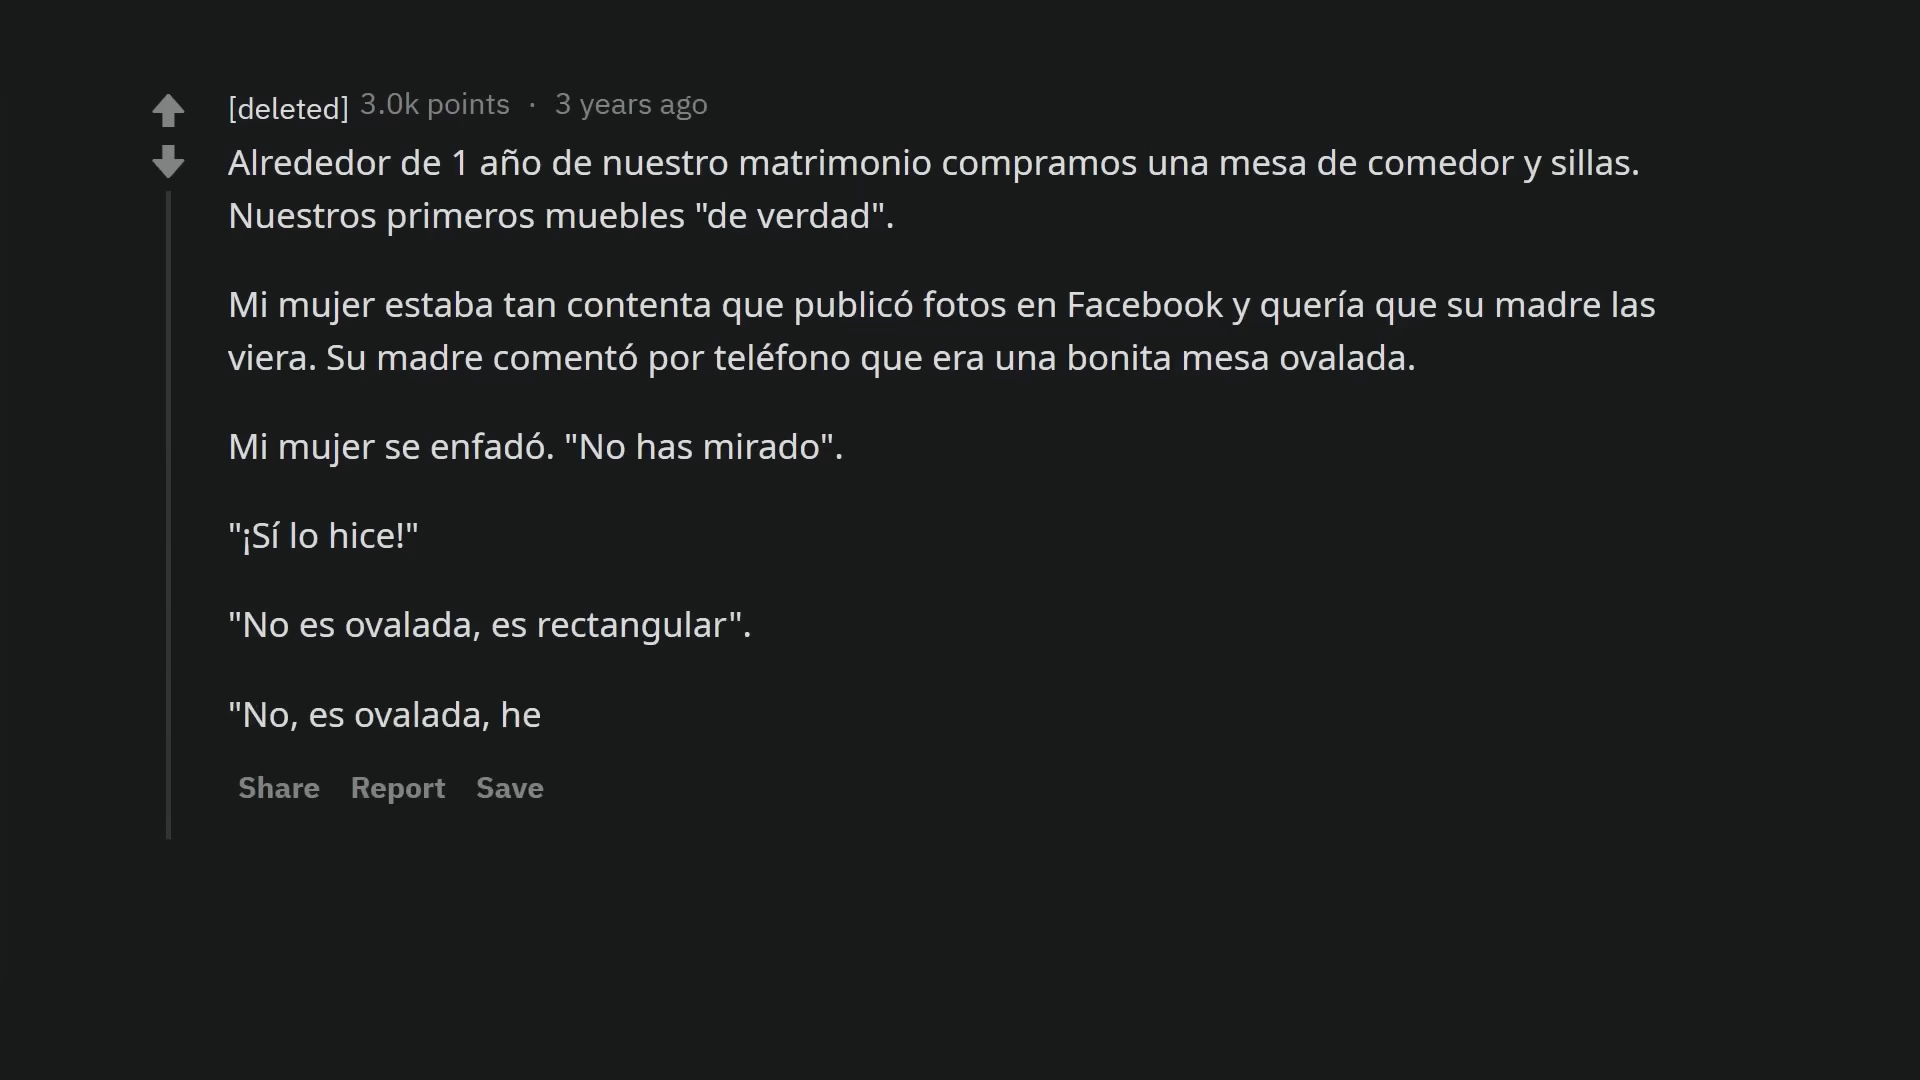 [deleted] 3.0k points · 3 years ago
Alrededor de 1 año de nuestro matrimonio compramos una mesa de comedor y sillas.
Nuestros primeros muebles "de verdad".
Mi mujer estaba tan contenta que publicó fotos en Facebook y quería que su madre las
viera. Su madre comentó por teléfono que era una bonita mesa ovalada.
Mi mujer se enfadó. "No has mirado".
"¡Sí lo hice!"
"No es ovalada, es rectangular".
"No, es ovalada, he
Share Report Save